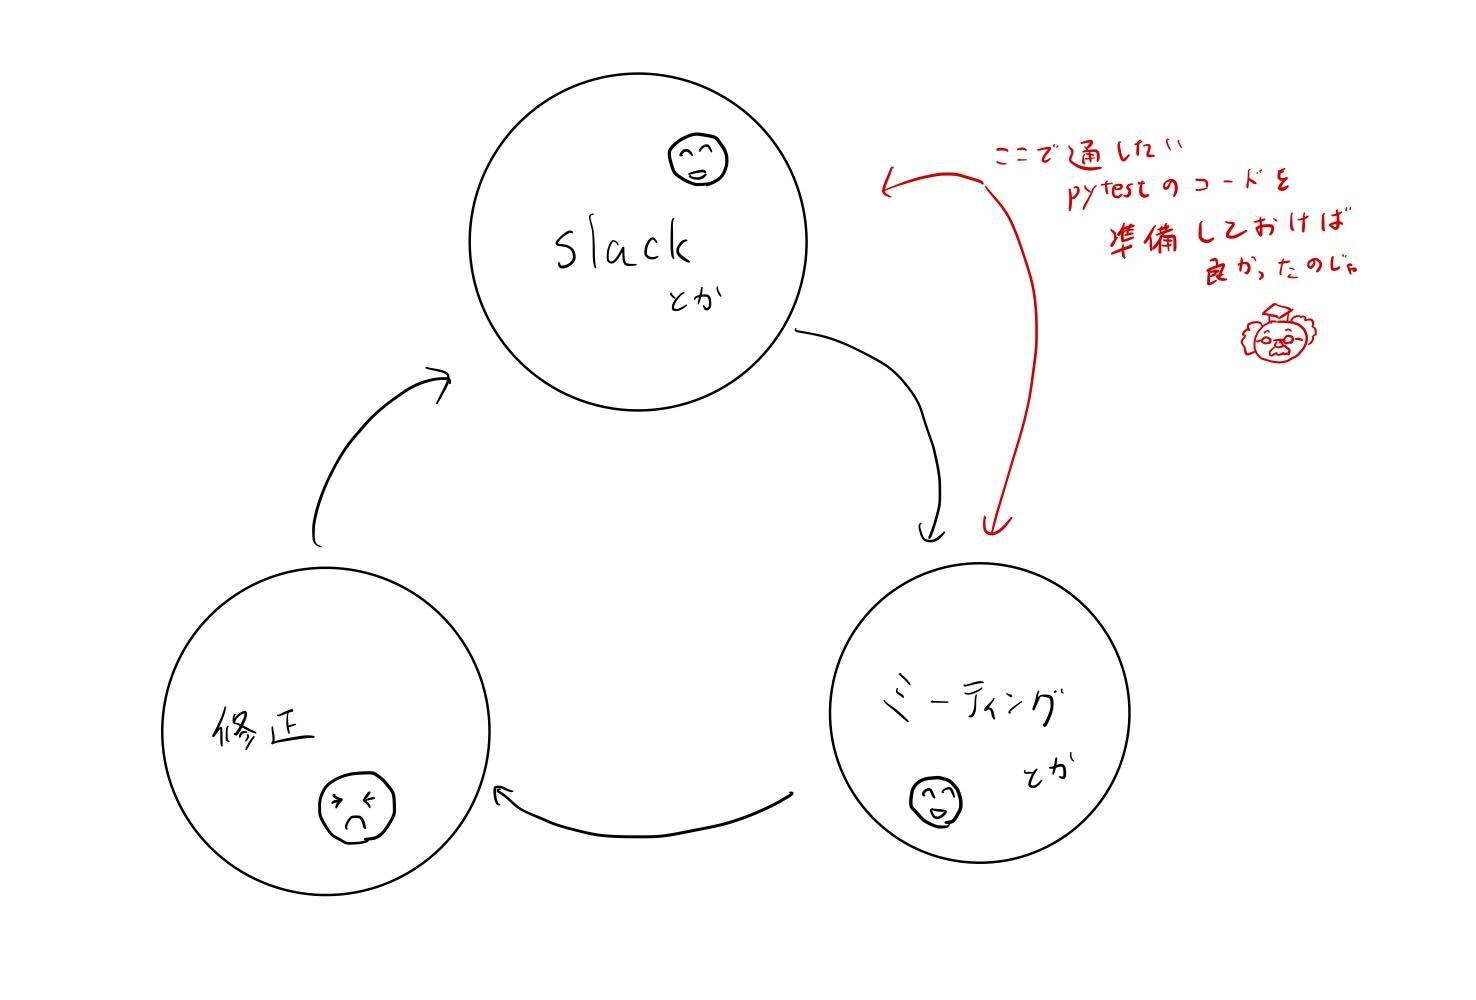 slack
とか
ここで通したい
pytestのコードを
準備しておけば
良かったのじゃ
修正
ミーティング
とか